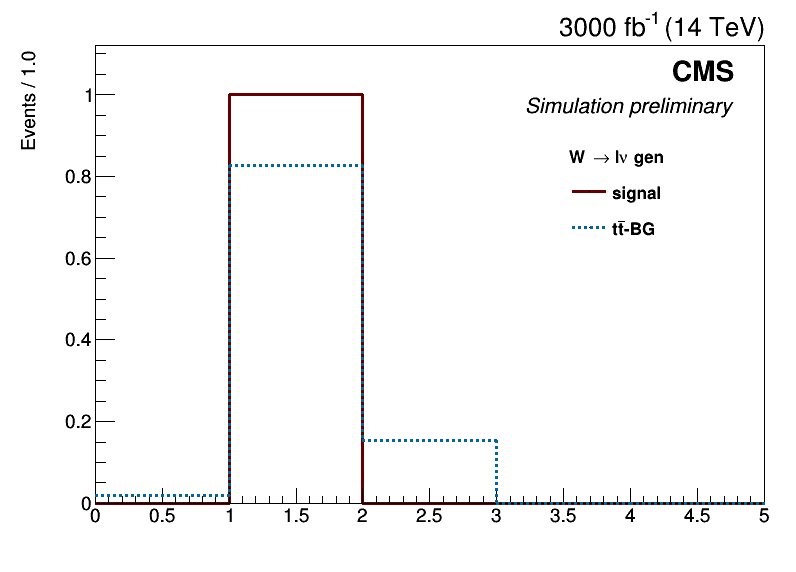 3000 fb⁻¹ (14 TeV)
Events / 1.0
CMS
Simulation preliminary
W → lν gen
signal
tt̄-BG
1
0.8
0.6
0.4
0.2
0
0 0.5 1 1.5 2 2.5 3 3.5 4 4.5 5